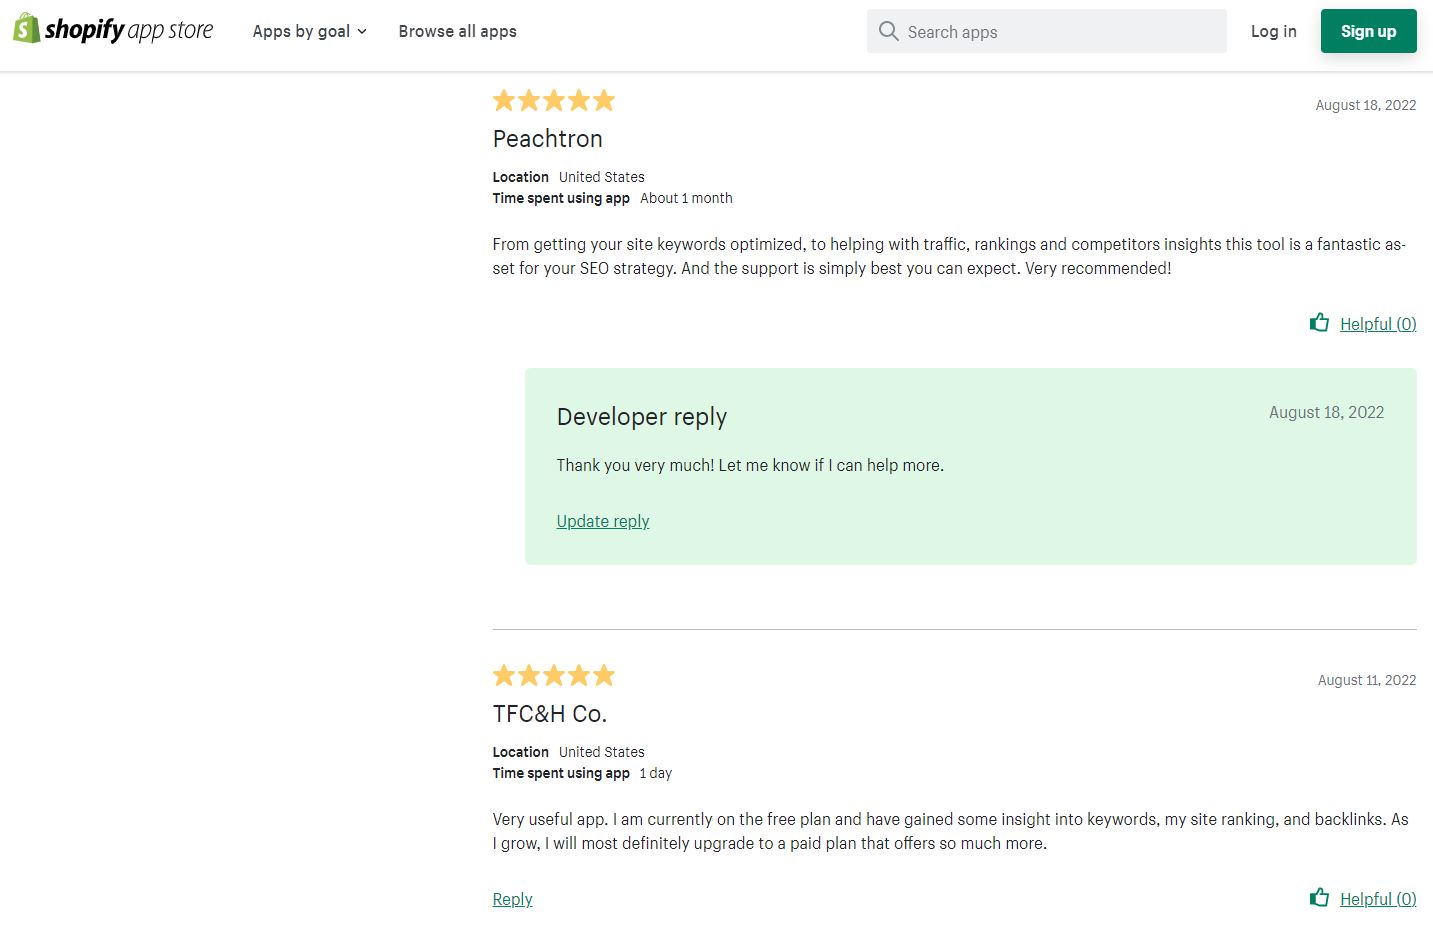 shopify app store Apps by goal Browse all apps Search apps Log in Sign up
August 18, 2022
Peachtron
Location United States
Time spent using app About 1 month
From getting your site keywords optimized, to helping with traffic, rankings and competitors insights this tool is a fantastic as-
set for your SEO strategy. And the support is simply best you can expect. Very recommended!
Helpful (0)
Developer reply August 18, 2022
Thank you very much! Let me know if I can help more.
Update reply
August 11, 2022
TFC&H Co.
Location United States
Time spent using app 1 day
Very useful app. I am currently on the free plan and have gained some insight into keywords, my site ranking, and backlinks. As
I grow, I will most definitely upgrade to a paid plan that offers so much more.
Reply Helpful (0)